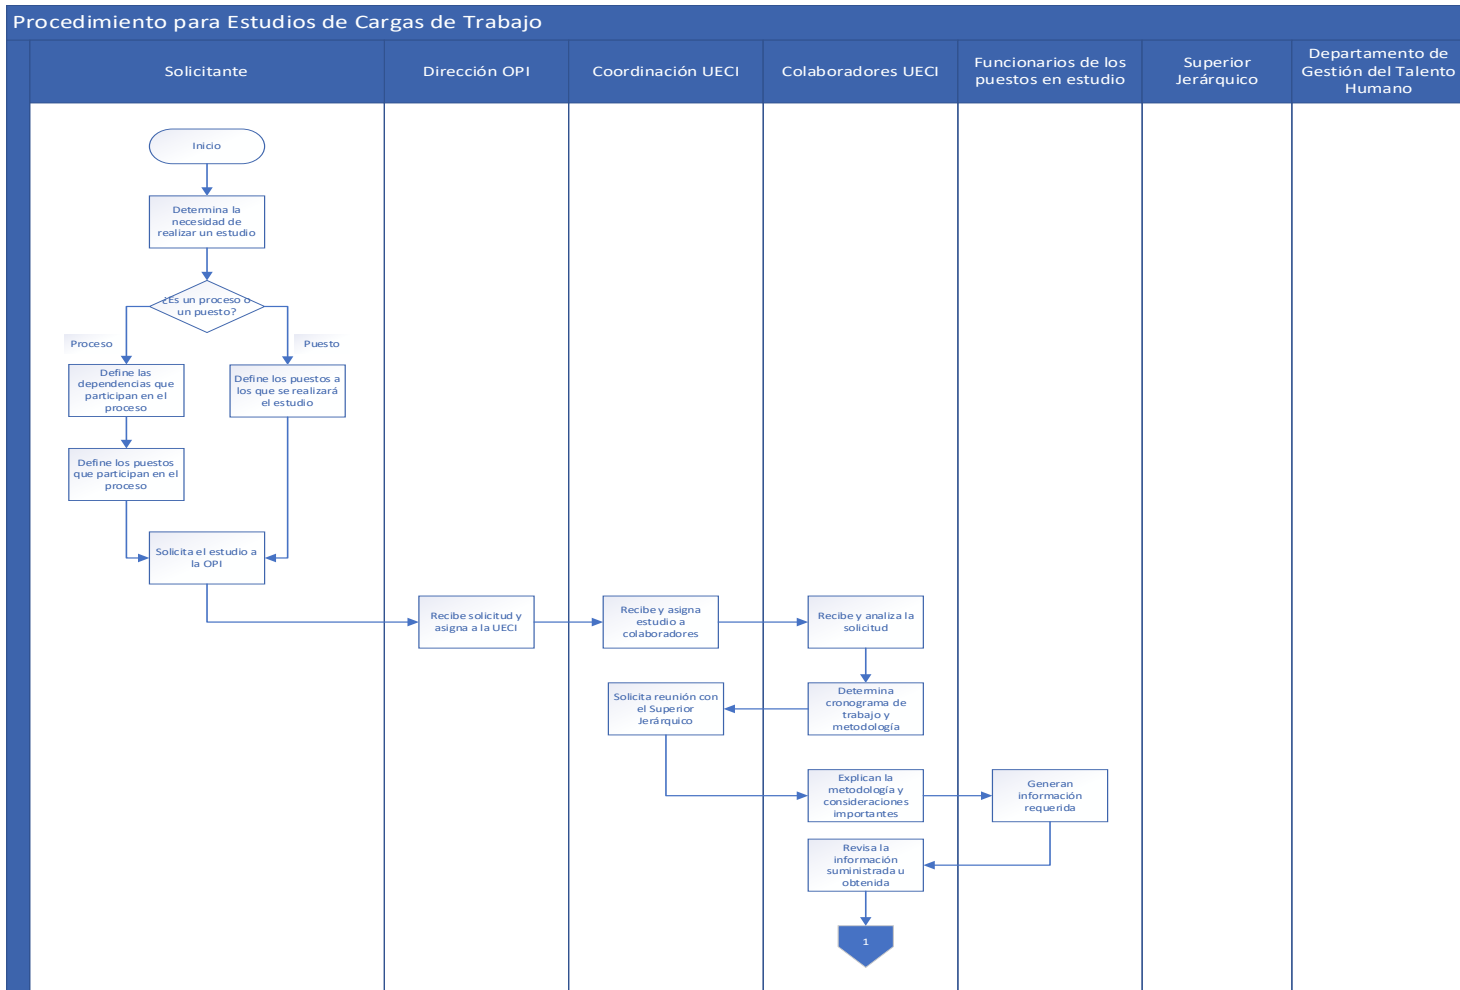 Procedimiento para Estudios de Cargas de Trabajo
Solicitante
Dirección OPI
Coordinación UECI
Colaboradores UECI
Funcionarios de los
puestos en estudio
Superior
Jerárquico
Departamento de
Gestión del Talento
Humano
Inicio
Determina la
necesidad de
realizar un estudio
¿Es un proceso o
un puesto?
Proceso
Puesto
Define las
dependencias que
participan en el
proceso
Define los puestos a
los que se realizará
el estudio
Define los puestos
que participan en el
proceso
Solicita el estudio a
la OPI
Recibe solicitud y
asigna a la UECI
Recibe y asigna
estudio a
colaboradores
Recibe y analiza la
solicitud
Determina
cronograma de
trabajo y
metodología
Solicita reunión con
el Superior
Jerárquico
Explican la
metodología y
consideraciones
importantes
Generan
información
requerida
Revisa la
información
suministrada u
obtenida
1